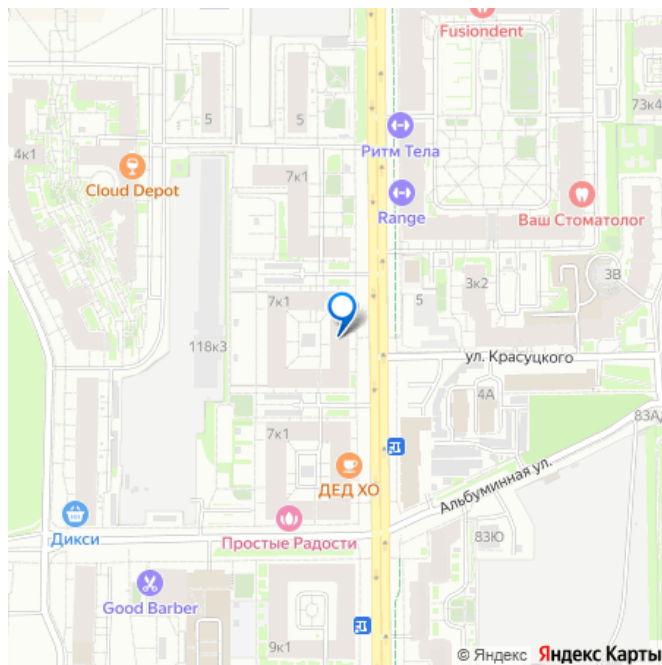 Fusiondent
73к4
5
5
Ритм Тела
4к1
Cloud Depot
7к1
Range
Ваш Стоматолог
3В
3к2
5
7к1
118к3
ул. Красуцкого
4А
83АД
7к1
ДЕД ХО
Альбуминная ул.
Дикси
Простые Радости
83Ю
Good Barber
9к1
© Яндекс Яндекс Карты